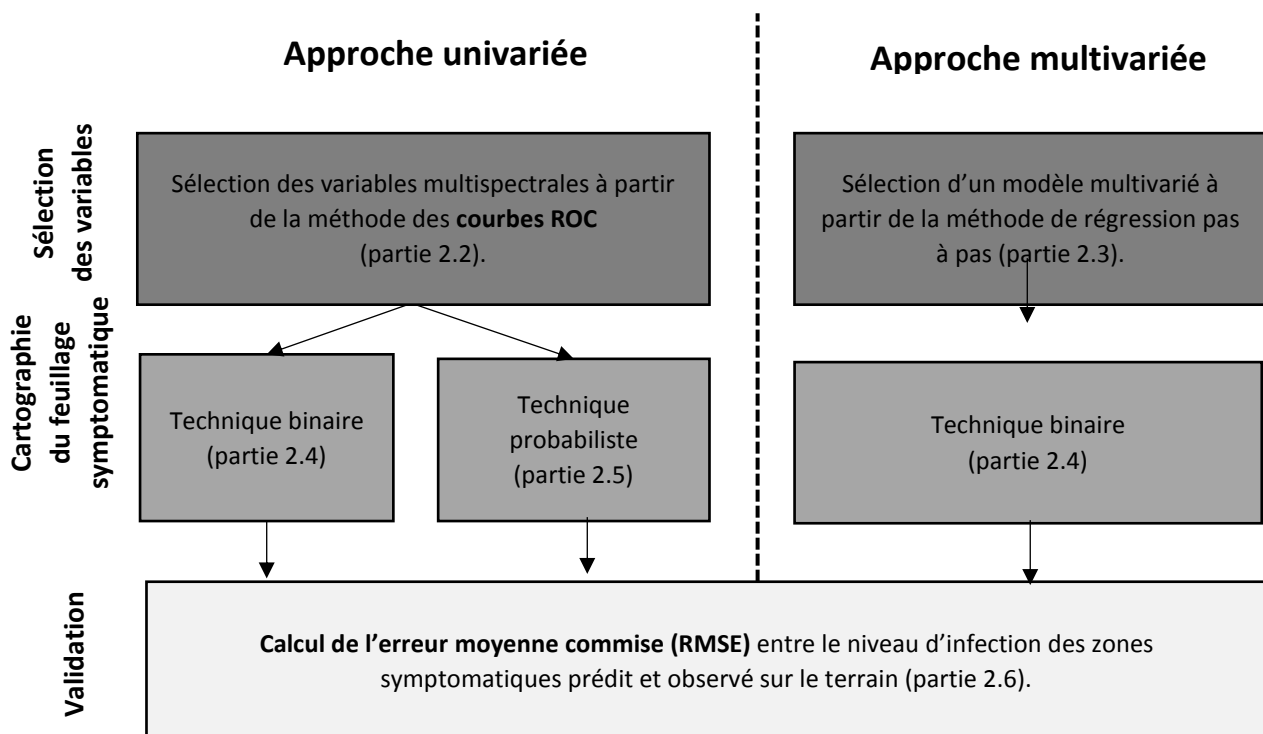 Approche univariée
Approche multivariée
Sélection
des variables
Sélection des variables multispectrales à partir
de la méthode des courbes ROC
(partie 2.2).
Sélection d’un modèle multivarié à
partir de la méthode de régression pas
à pas (partie 2.3).
Cartographie
du feuillage
symptomatique
Technique binaire
(partie 2.4)
Technique
probabiliste
(partie 2.5)
Technique binaire
(partie 2.4)
Validation
Calcul de l’erreur moyenne commise (RMSE) entre le niveau d’infection des zones
symptomatiques prédit et observé sur le terrain (partie 2.6).